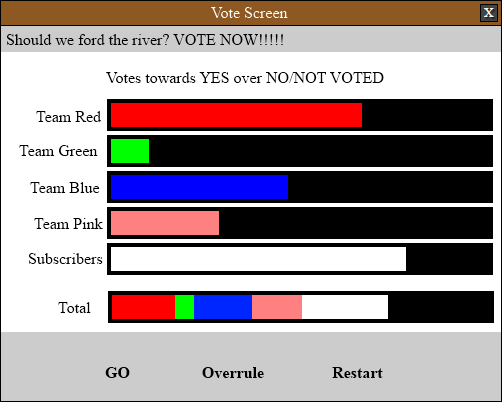 Vote Screen X
Should we ford the river? VOTE NOW!!!!!
Votes towards YES over NO/NOT VOTED
Team Red
Team Green
Team Blue
Team Pink
Subscribers
Total
GO Overrule Restart